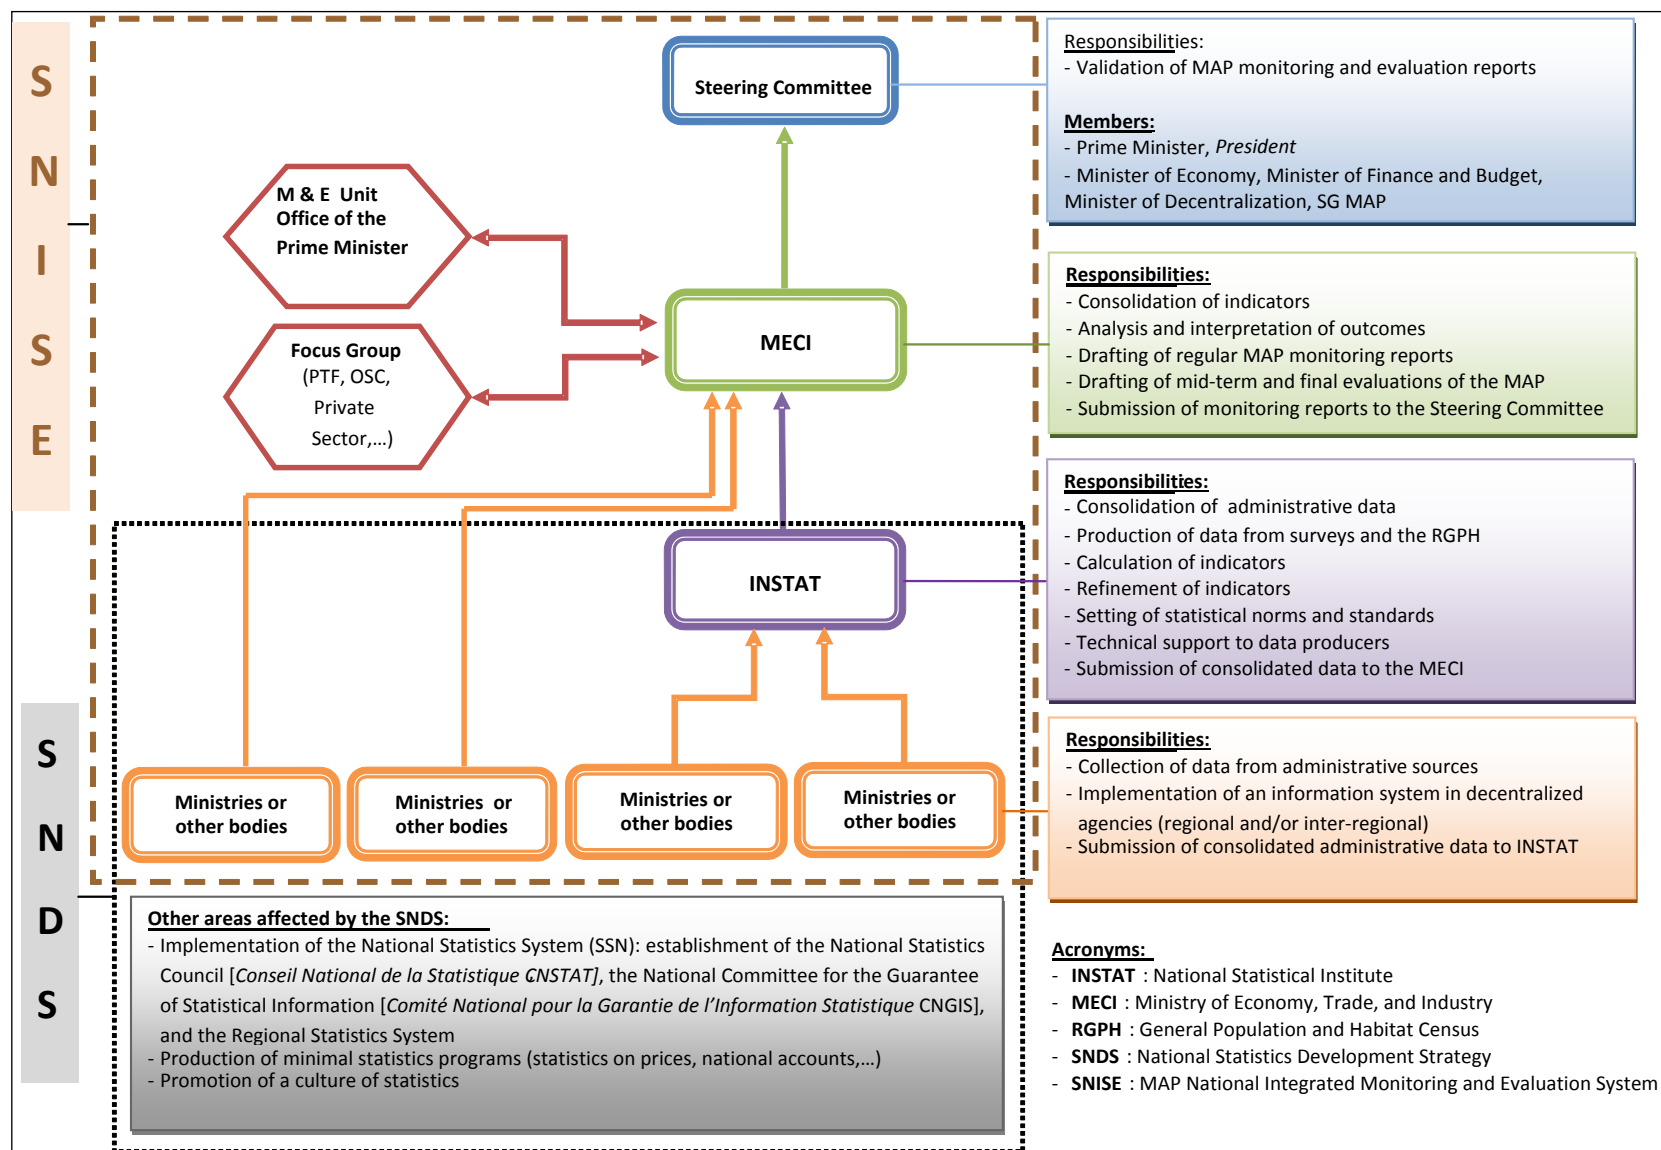 S
N
I
S
E
S
N
D
S
Steering Committee
M & E Unit
Office of the
Prime Minister
Focus Group
(PTF, OSC,
Private
Sector,...)
MECI
INSTAT
Ministries or
other bodies
Ministries or
other bodies
Ministries or
other bodies
Ministries or
other bodies
Responsibilities:
- Validation of MAP monitoring and evaluation reports
Members:
- Prime Minister, President
- Minister of Economy, Minister of Finance and Budget,
Minister of Decentralization, SG MAP
Responsibilities:
- Consolidation of indicators
- Analysis and interpretation of outcomes
- Drafting of regular MAP monitoring reports
- Drafting of mid-term and final evaluations of the MAP
- Submission of monitoring reports to the Steering Committee
Responsibilities:
- Consolidation of administrative data
- Production of data from surveys and the RGPH
- Calculation of indicators
- Refinement of indicators
- Setting of statistical norms and standards
- Technical support to data producers
- Submission of consolidated data to the MECI
Responsibilities:
- Collection of data from administrative sources
- Implementation of an information system in decentralized
agencies (regional and/or inter-regional)
- Submission of consolidated administrative data to INSTAT
Other areas affected by the SNDS:
- Implementation of the National Statistics System (SSN): establishment of the National Statistics
Council [Conseil National de la Statistique CNSTAT], the National Committee for the Guarantee
of Statistical Information [Comité National pour la Garantie de l'Information Statistique CNGIS],
and the Regional Statistics System
- Production of minimal statistics programs (statistics on prices, national accounts,...)
- Promotion of a culture of statistics
Acronyms:
- INSTAT : National Statistical Institute
- MECI : Ministry of Economy, Trade, and Industry
- RGPH : General Population and Habitat Census
- SNDS : National Statistics Development Strategy
- SNISE : MAP National Integrated Monitoring and Evaluation System